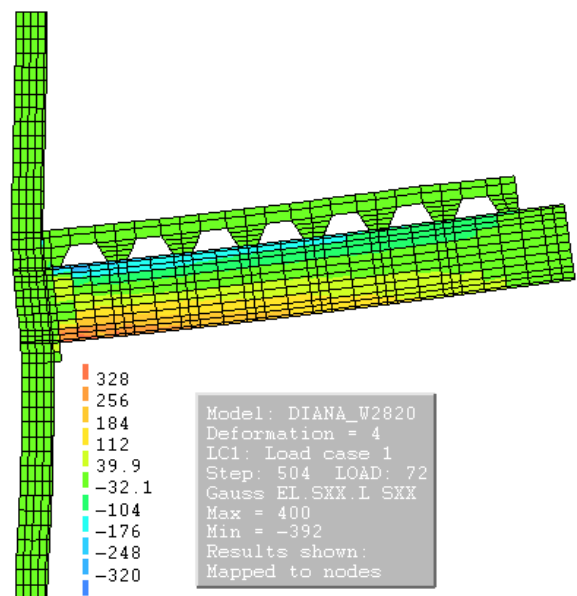 328
256
184
112
39.9
-32.1
-104
-176
-248
-320
Model: DIANA_W2820
Deformation = 4
LC1: Load case 1
Step: 504 LOAD: 72
Gauss EL.SXX.L SXX
Max = 400
Min = -392
Results shown:
Mapped to nodes